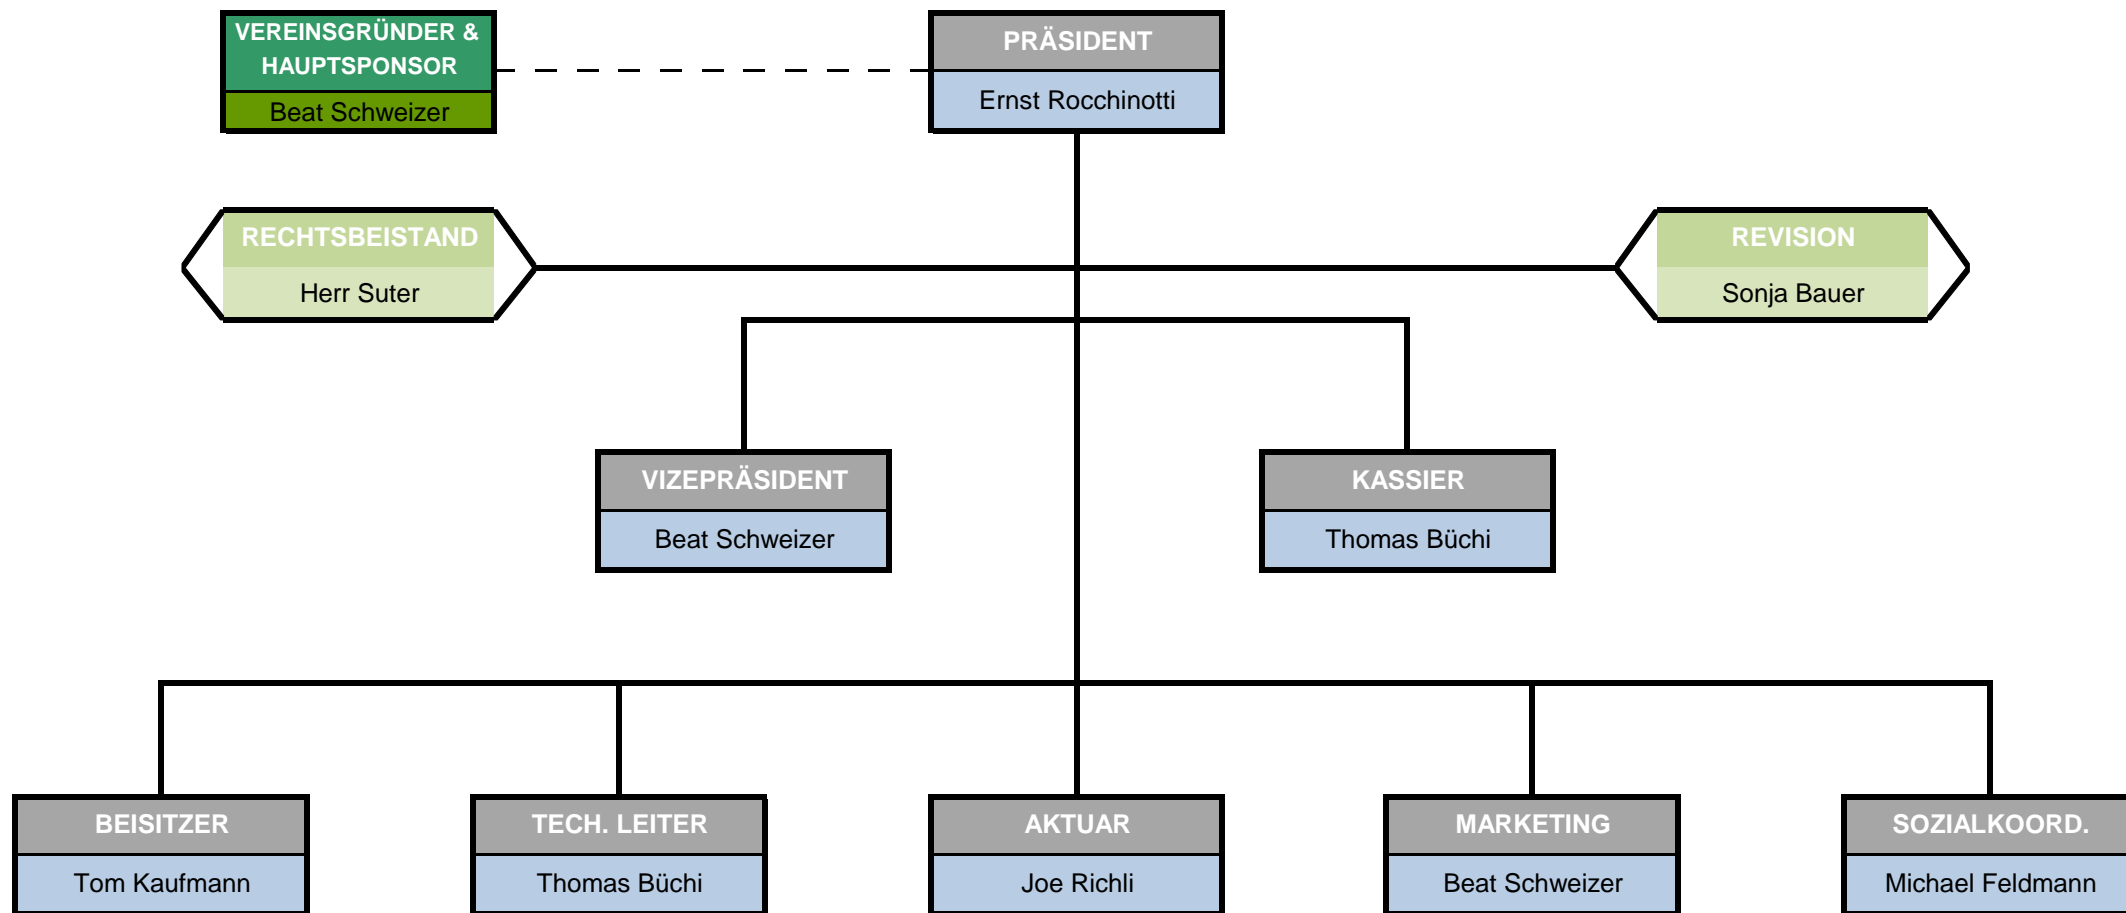 VEREINSGRÜNDER &
HAUPTSPONSOR
Beat Schweizer
PRÄSIDENT
Ernst Rocchinotti
RECHTSBEISTAND
Herr Suter
REVISION
Sonja Bauer
VIZEPRÄSIDENT
Beat Schweizer
KASSIER
Thomas Büchi
BEISITZER
Tom Kaufmann
TECH. LEITER
Thomas Büchi
AKTUAR
Joe Richli
MARKETING
Beat Schweizer
SOZIALKOORD.
Michael Feldmann